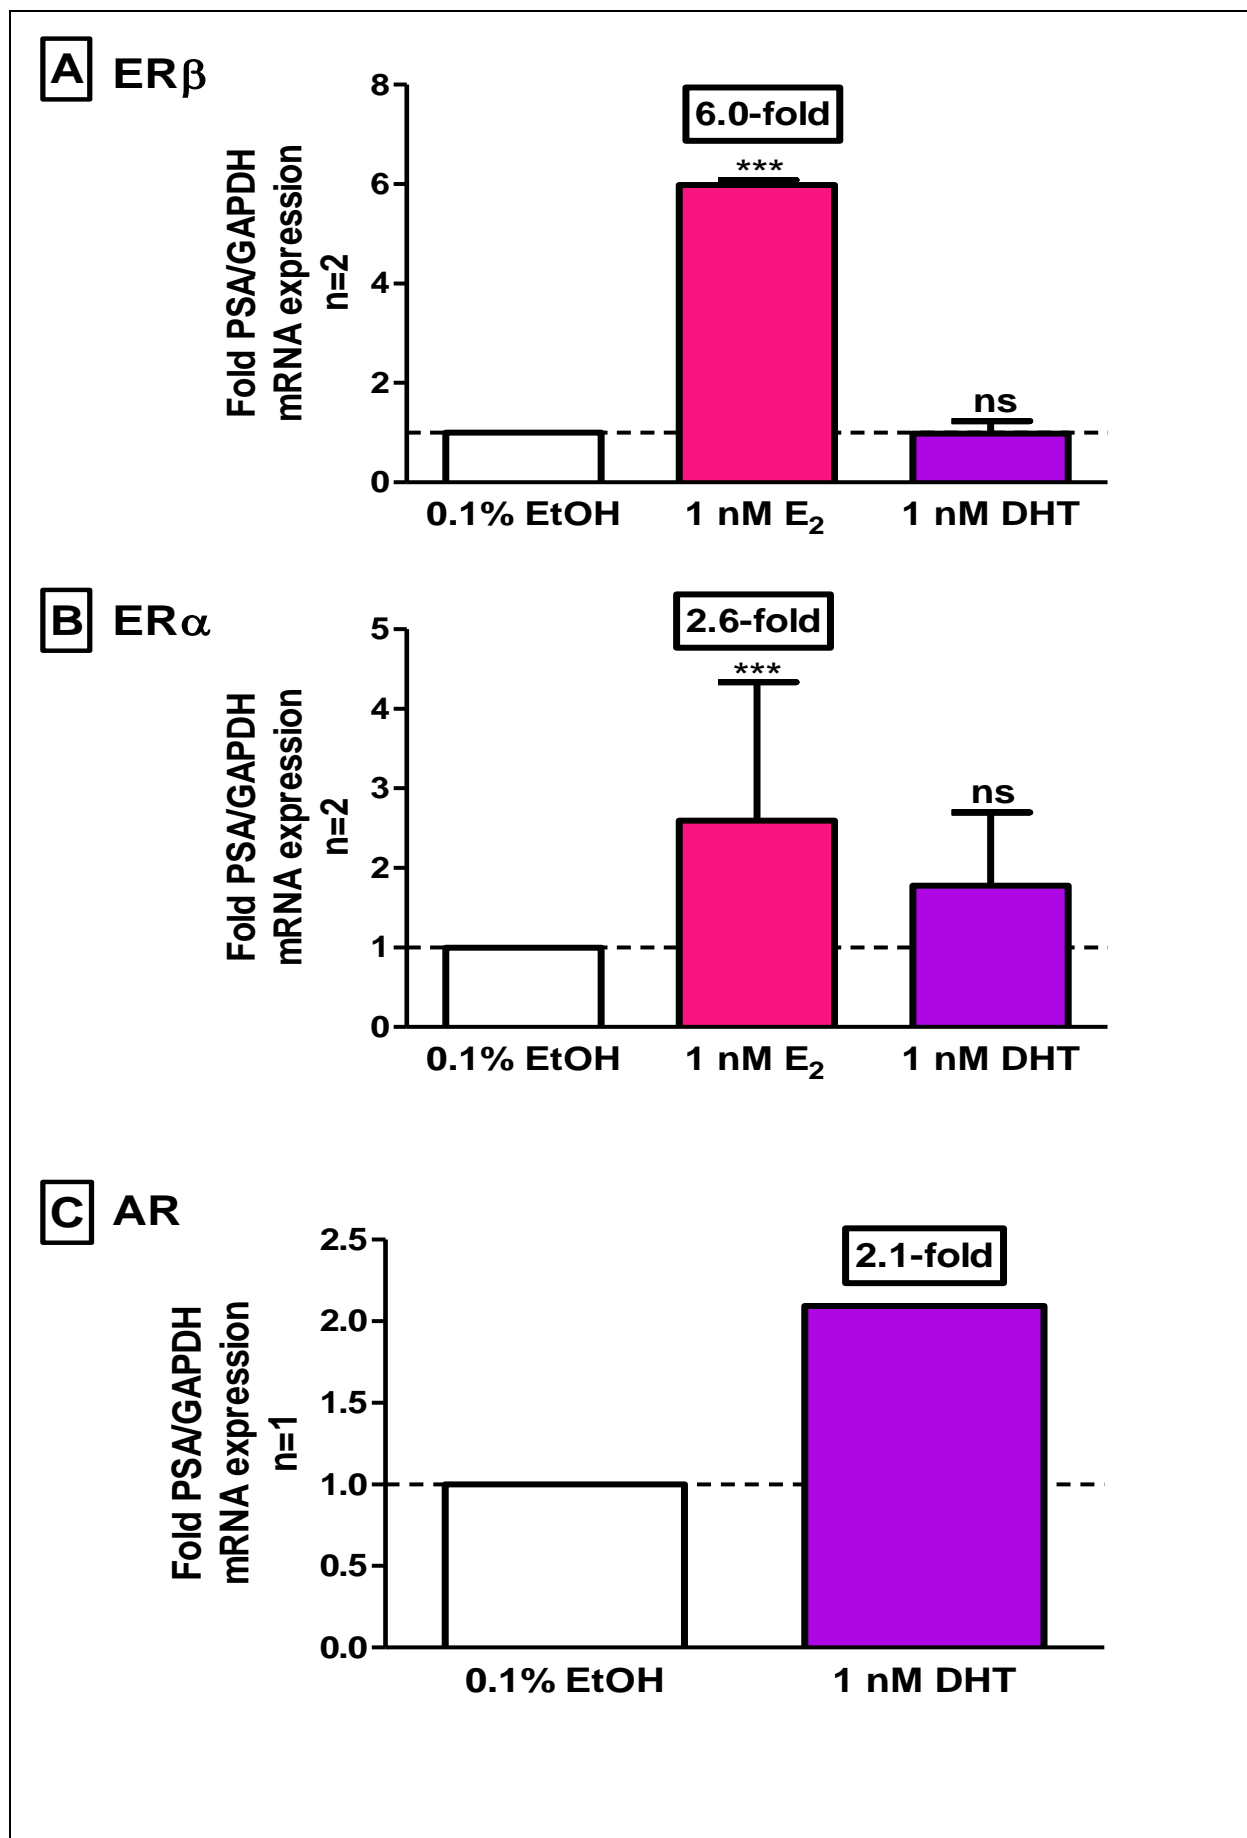 A ERβ
Fold PSA/GAPDH
mRNA expression
n=2
8
6
4
2
0
6.0-fold
***
ns
0.1% EtOH 1 nM E₂ 1 nM DHT
B ERα
Fold PSA/GAPDH
mRNA expression
n=2
5
4
3
2
1
0
2.6-fold
***
ns
0.1% EtOH 1 nM E₂ 1 nM DHT
C AR
Fold PSA/GAPDH
mRNA expression
n=1
2.5
2.0
1.5
1.0
0.5
0.0
2.1-fold
0.1% EtOH 1 nM DHT